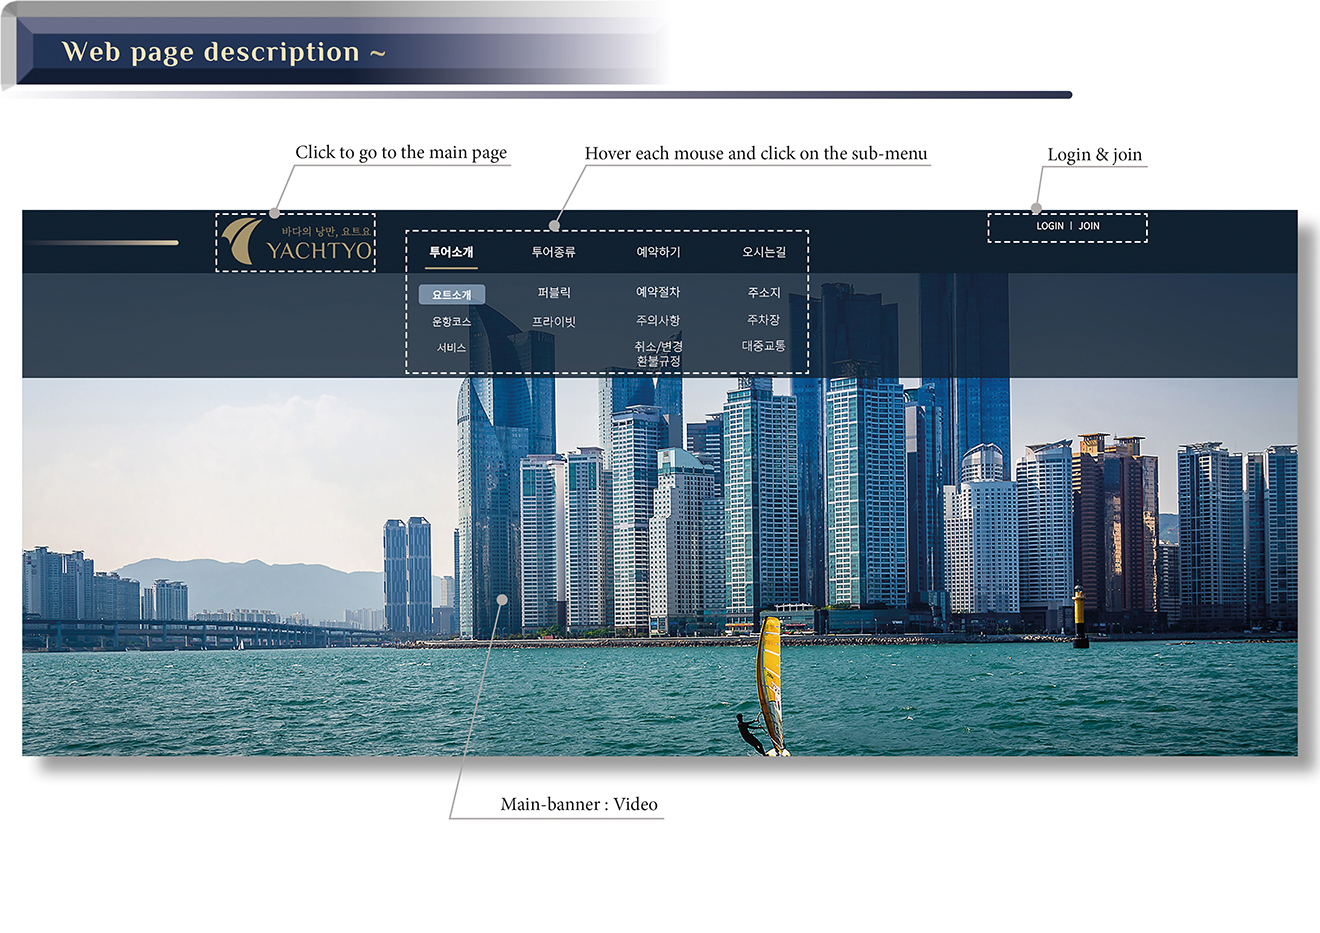 Web page description ~
Click to go to the main page
Hover each mouse and click on the sub-menu
Login & join
바다의 낭만, 요트요
YACHTYO
LOGIN | JOIN
투어소개 투어종류 예약하기 오시는길
요트소개 퍼블릭 예약절차 주소지
운항코스 프라이빗 주의사항 주차장
서비스 취소/변경 대중교통
환불규정
Main-banner : Video